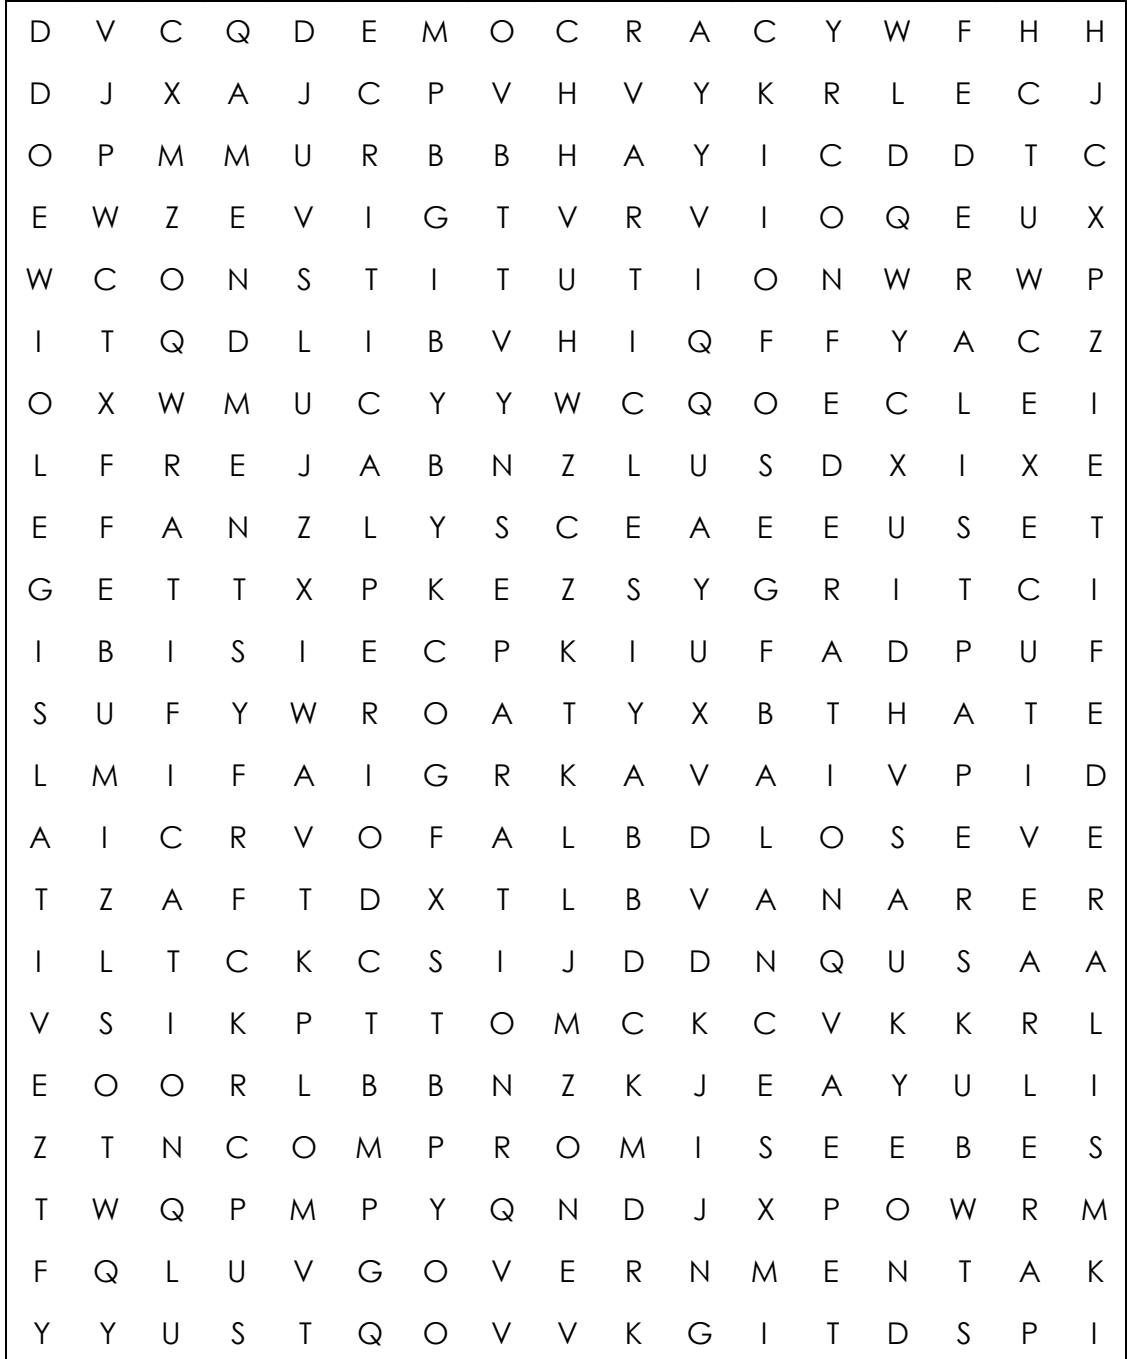 D V C Q D E M O C R A C Y W F H H
D J X A J C P V H V Y K R L E C J
O P M M U R B B H A Y I C D D T C
E W Z E V I G T V R V I O Q E U X
W C O N S T I T U T I O N W R W P
I T Q D L I B V H I Q F F Y A C Z
O X W M U C Y Y W C Q O E C L E I
L F R E J A B N Z L U S D X I X E
E F A N Z L Y S C E A E E U S E T
G E T T X P K E Z S Y G R I T C I
I B I S I E C P K I U F A D P U F
S U F Y W R O A T Y X B T H A T E
L M I F A I G R K A V A I V P I D
A I C R V O F A L B D L O S E V E
T Z A F T D X T L B V A N A R E R
I L T C K C S I J D D N Q U S A A
V S I K P T T O M C K C V K K R L
E O O R L B B N Z K J E A Y U L I
Z T N C O M P R O M I S E E B E S
T W Q P M P Y Q N D J X P O W R M
F Q L U V G O V E R N M E N T A K
Y Y U S T Q O V V K G I T D S P I